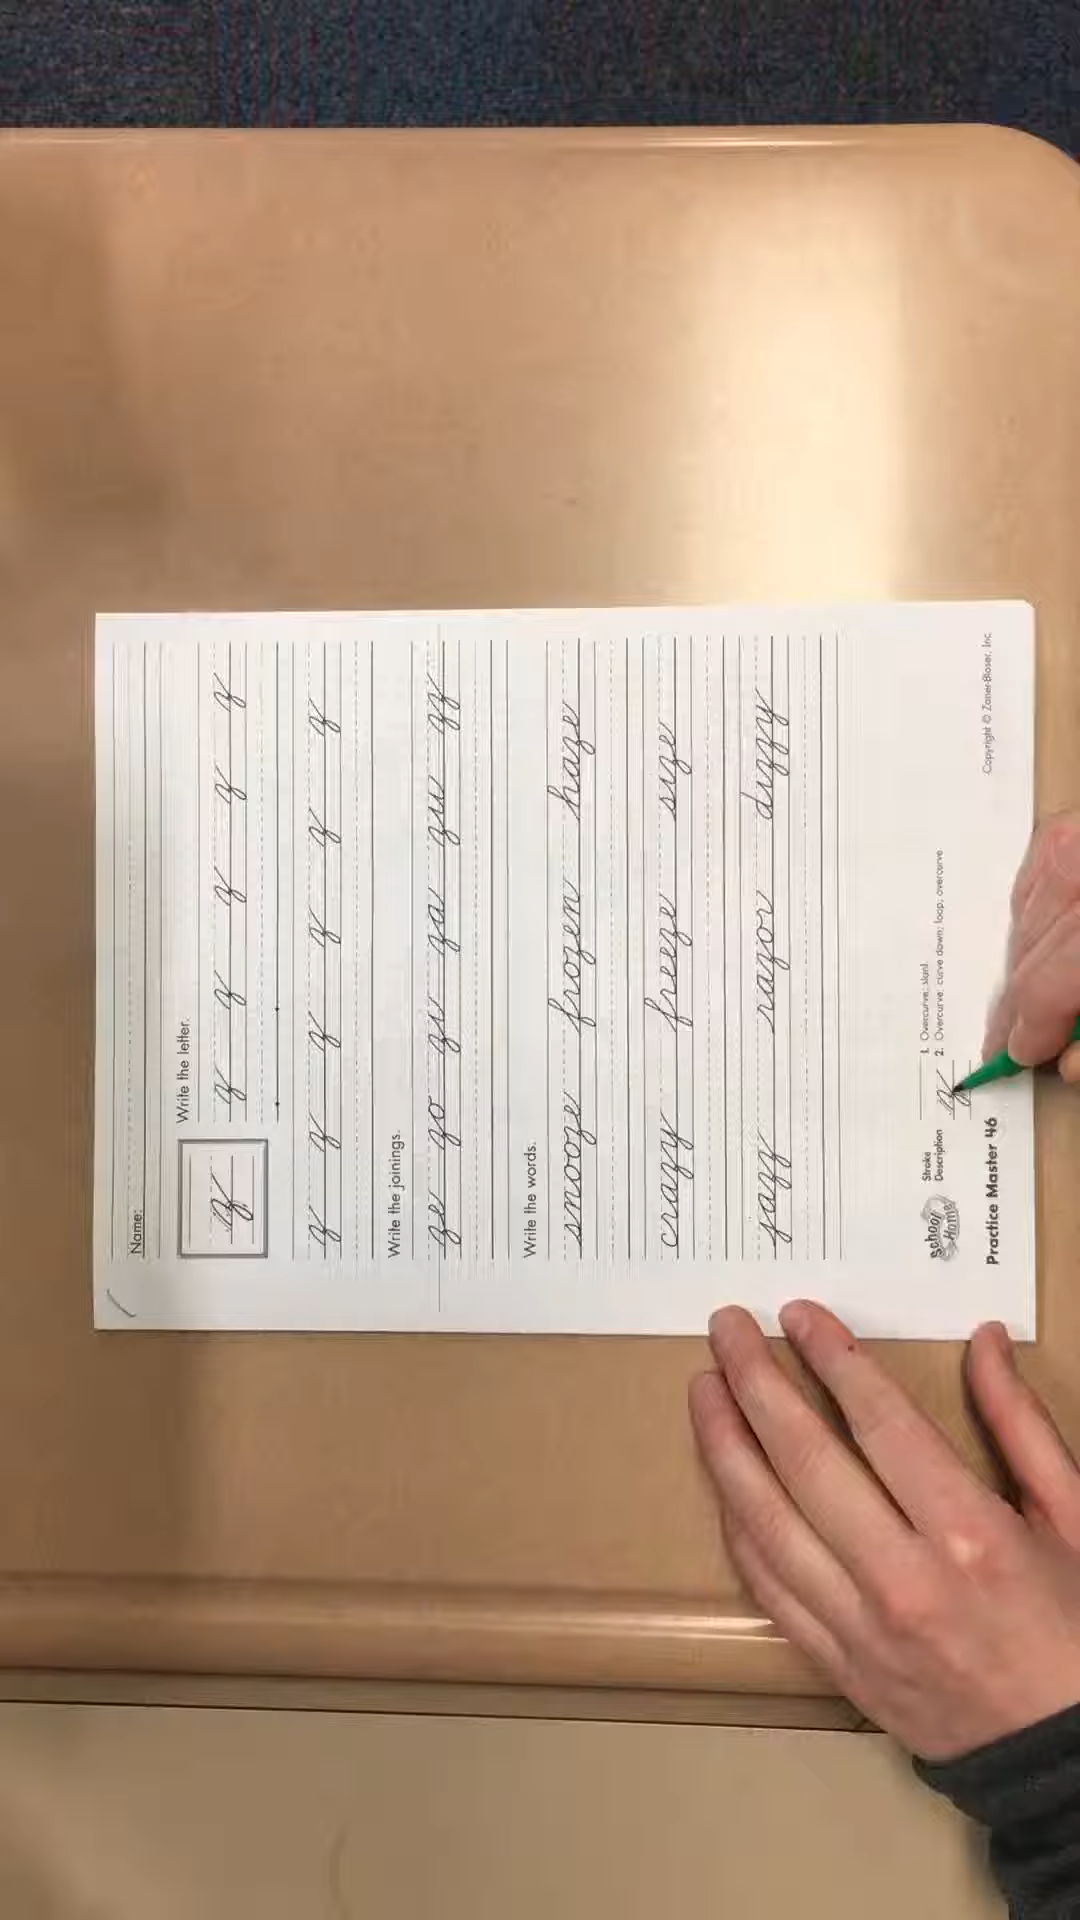 Name:
Write the letter.
z z z z z z
z z z z z z
Write the joinings.
ze zo zi za zu zz
Write the words.
snooze frozen haze
crazy freeze size
jazz razor dizzy
School
Home
Stroke
Description
z
1. Overcurve; slant.
2. Overcurve; curve down; loop; overcurve
Practice Master 46
Copyright © Zaner-Bloser, Inc.